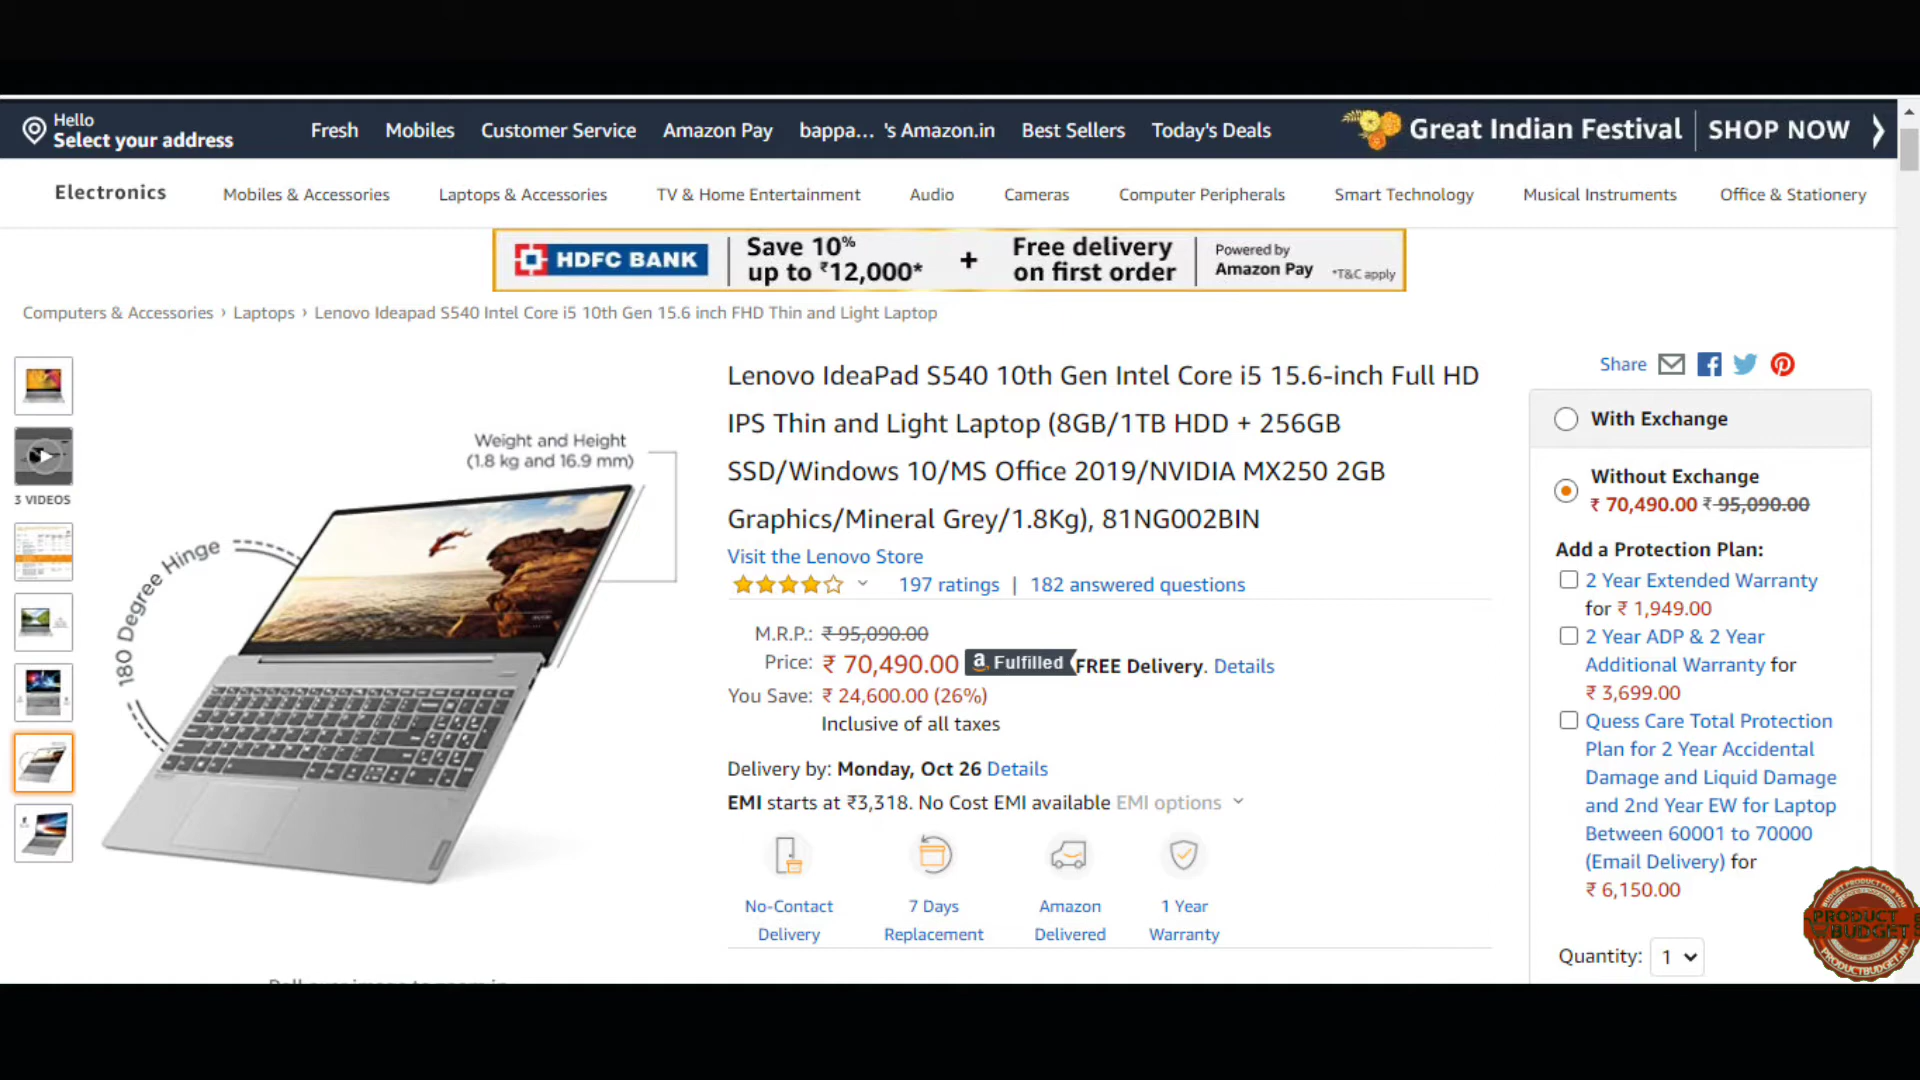 Hello
Select your address
Fresh
Mobiles
Customer Service
Amazon Pay
bappa... 's Amazon.in
Best Sellers
Today's Deals
Great Indian Festival
SHOP NOW
Electronics
Mobiles & Accessories
Laptops & Accessories
TV & Home Entertainment
Audio
Cameras
Computer Peripherals
Smart Technology
Musical Instruments
Office & Stationery
HDFC BANK
Save 10%
up to ₹12,000*
+
Free delivery
on first order
Powered by
Amazon Pay
*T&C apply
Computers & Accessories › Laptops › Lenovo Ideapad S540 Intel Core i5 10th Gen 15.6 inch FHD Thin and Light Laptop
3 VIDEOS
Weight and Height
(1.8 kg and 16.9 mm)
180 Degree Hinge
Lenovo IdeaPad S540 10th Gen Intel Core i5 15.6-inch Full HD
IPS Thin and Light Laptop (8GB/1TB HDD + 256GB
SSD/Windows 10/MS Office 2019/NVIDIA MX250 2GB
Graphics/Mineral Grey/1.8Kg), 81NG002BIN
Visit the Lenovo Store
197 ratings | 182 answered questions
M.R.P.: ₹ 95,090.00
Price: ₹ 70,490.00 a Fulfilled FREE Delivery. Details
You Save: ₹ 24,600.00 (26%)
Inclusive of all taxes
Delivery by: Monday, Oct 26 Details
EMI starts at ₹3,318. No Cost EMI available EMI options
No-Contact
Delivery
7 Days
Replacement
Amazon
Delivered
1 Year
Warranty
Share
With Exchange
Without Exchange
₹ 70,490.00 ₹ 95,090.00
Add a Protection Plan:
2 Year Extended Warranty
for ₹ 1,949.00
2 Year ADP & 2 Year
Additional Warranty for
₹ 3,699.00
Quess Care Total Protection
Plan for 2 Year Accidental
Damage and Liquid Damage
and 2nd Year EW for Laptop
Between 60001 to 70000
(Email Delivery) for
₹ 6,150.00
Quantity: 1
PRODUCT
BUDGET
PRODUCTBUDGET.IN